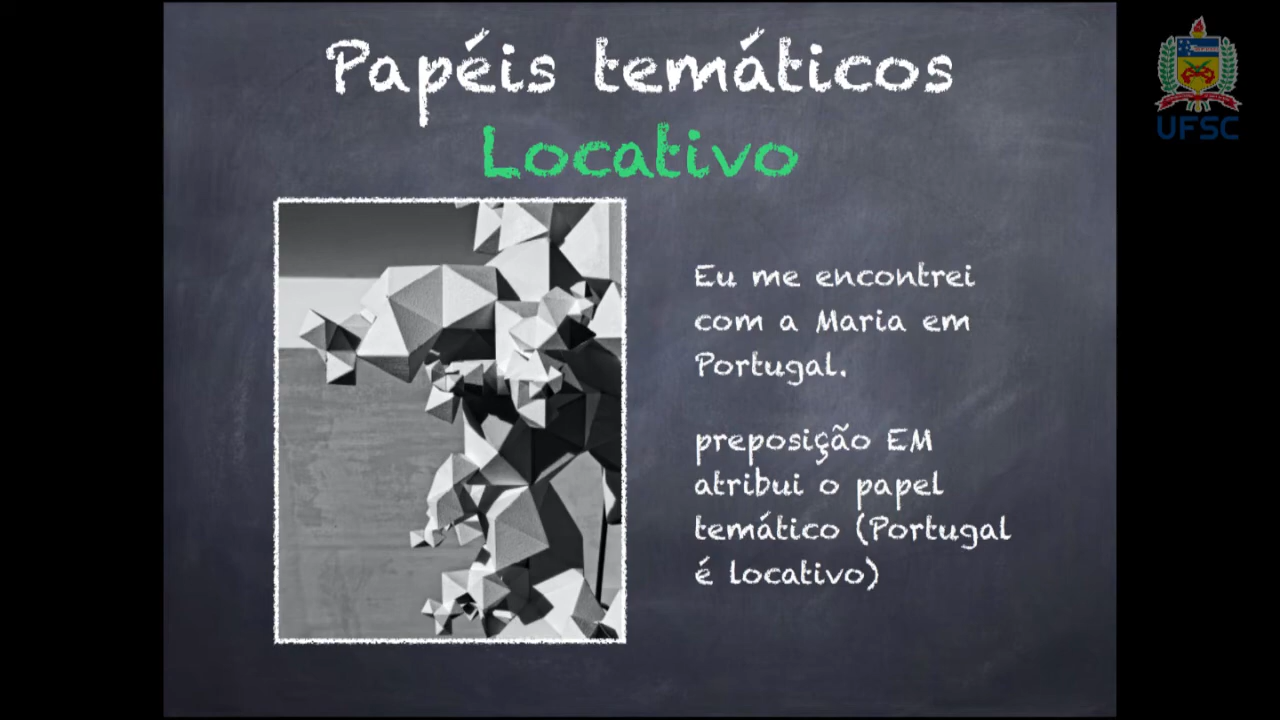 Papéis temáticos
Locativo
UFSC
Eu me encontrei
com a Maria em
Portugal.
preposição EM
atribui o papel
temático (Portugal
é locativo)